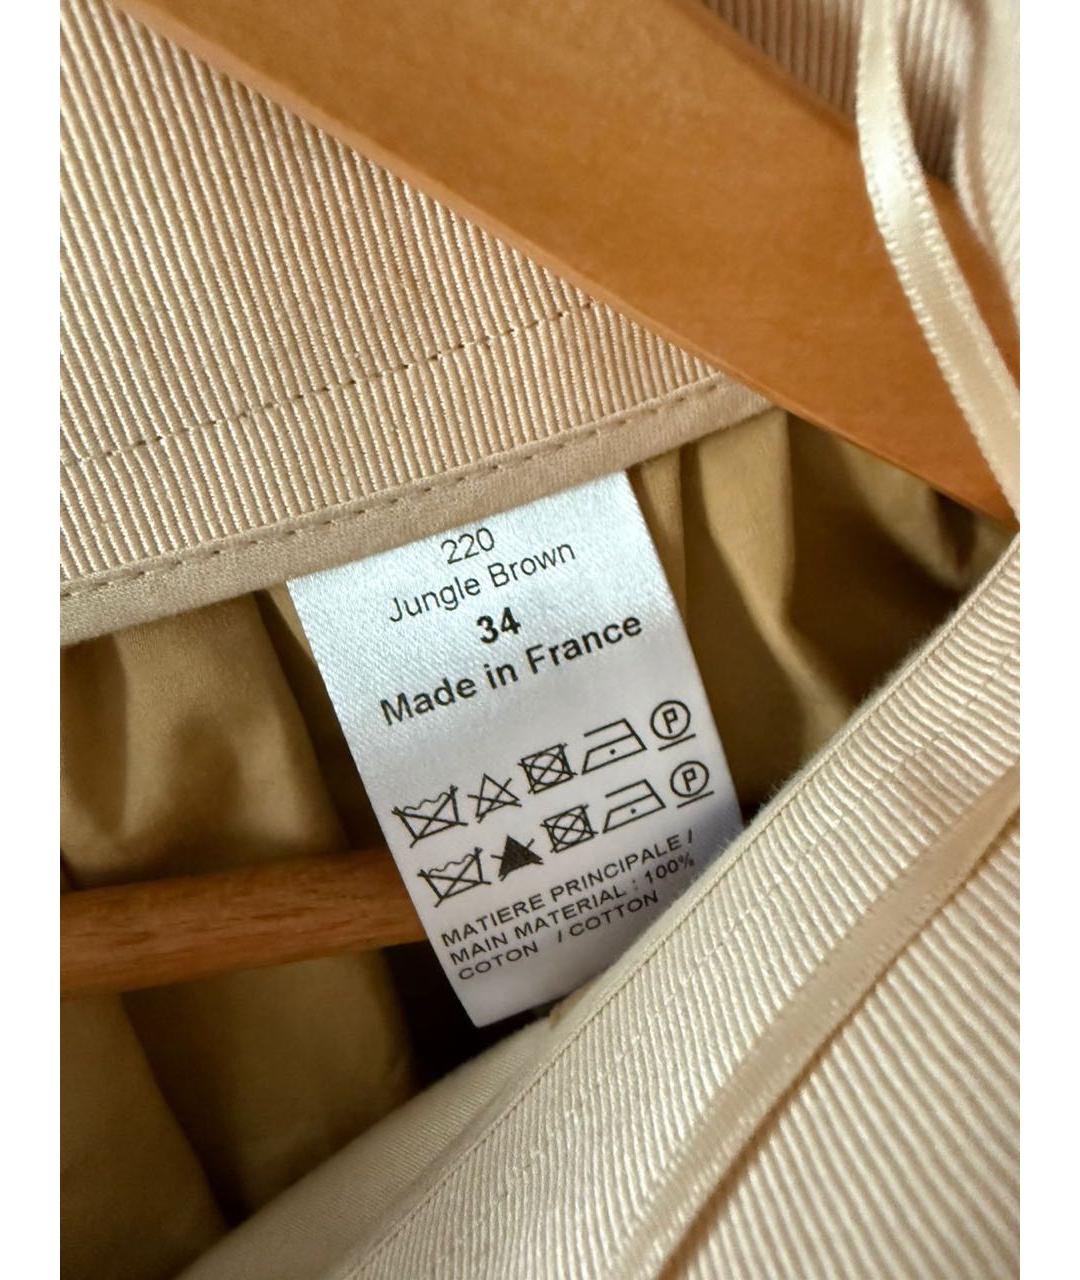 220
Jungle Brown
34
Made in France
P
P
MATIERE PRINCIPALE /
MAIN MATERIAL : 100%
COTON / COTTON